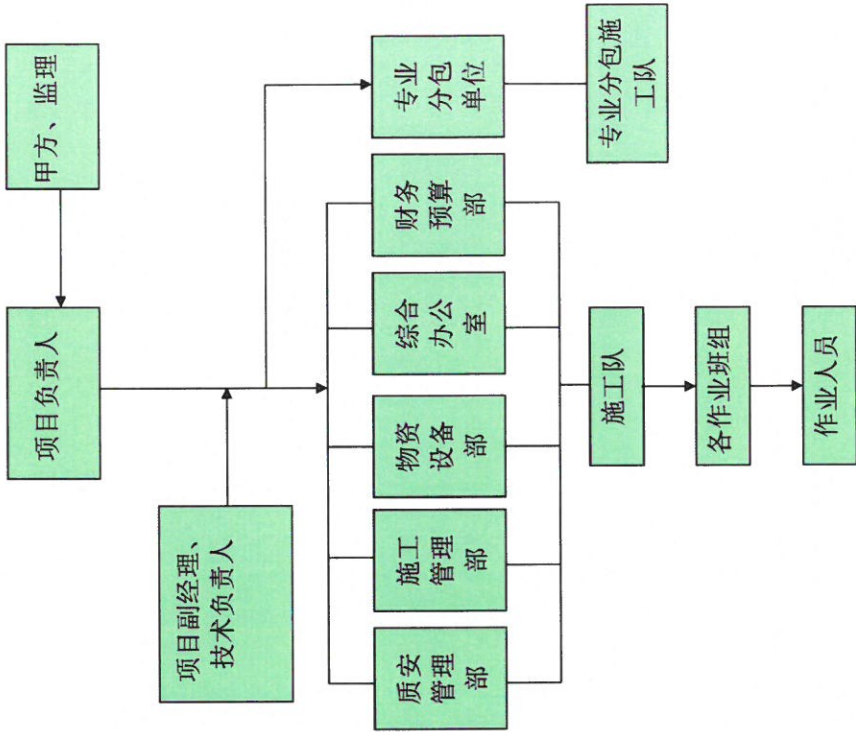 项目负责人
甲方、监理
项目副经理、
技术负责人
质安
管理
部
施工
管理
部
物资
设备
部
综合
办公
室
财务
预算
部
专业
分包
单位
施工队
专业分包施
工队
各作业班组
作业人员